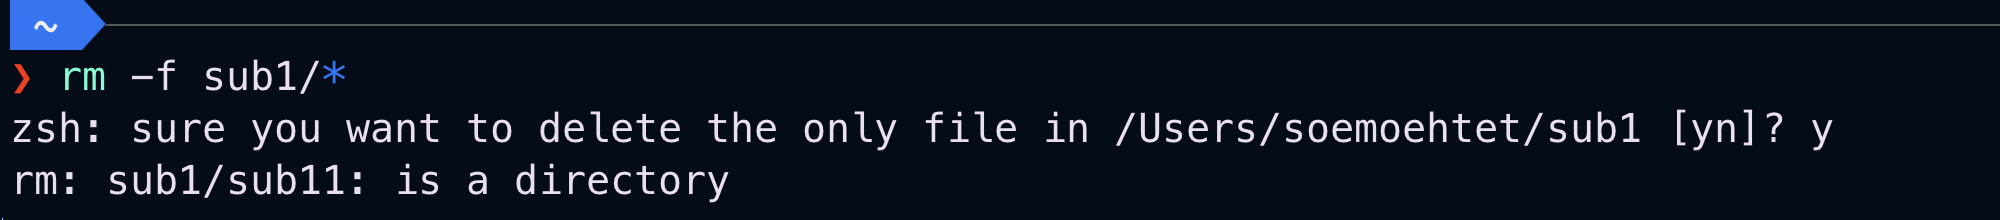 ~
❯ rm -f sub1/*
zsh: sure you want to delete the only file in /Users/soemoehtet/sub1 [yn]? y
rm: sub1/sub11: is a directory